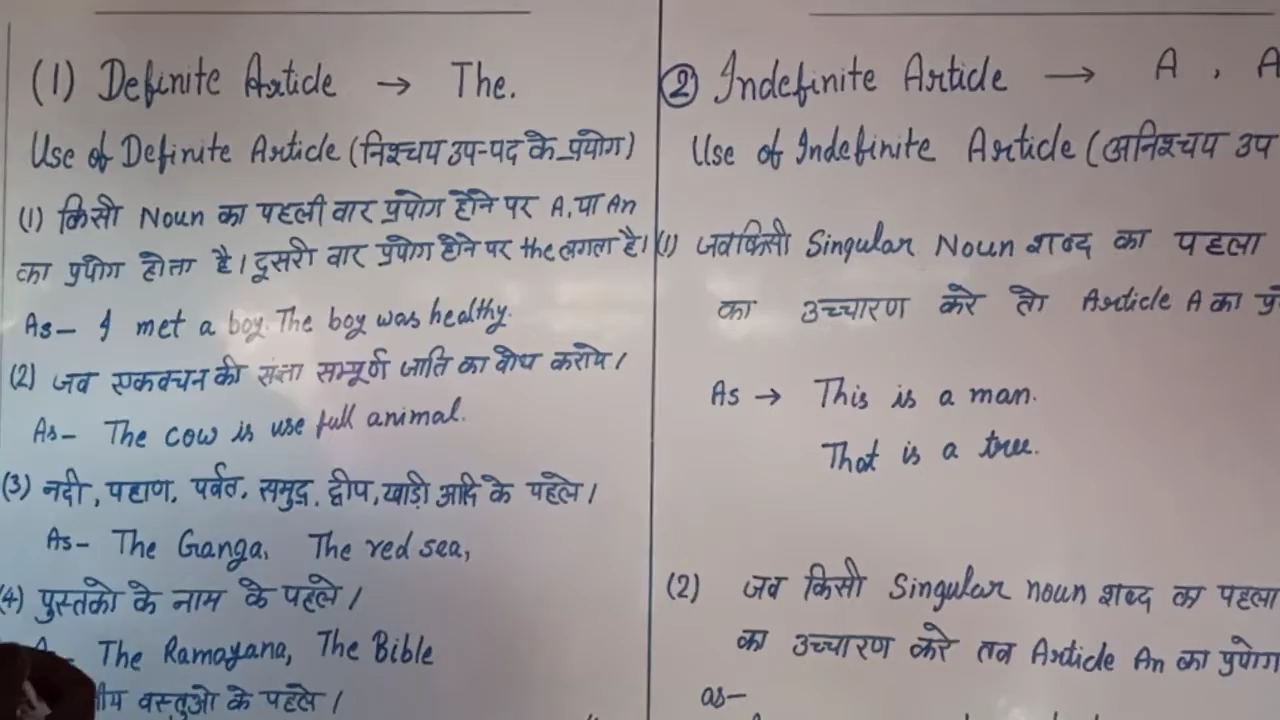 (1) Definite Article → The.
Use of Definite Article (निश्चय उप-पद के प्रयोग)
(1) किसी Noun का पहली वार प्रयोग होने पर A, या An
का प्रयोग होता है। दूसरी वार प्रयोग होने पर the लगता है।
As- I met a boy. The boy was healthy.
(2) जव एकवचन की संज्ञा सम्पूर्ण जाति का वोध कराये।
As- The cow is use full animal.
(3) नदी, पहाण, पर्वत, समुद्र, द्वीप, खाड़ी आदि के पहले।
As- The Ganga, The red sea,
(4) पुस्तको के नाम के पहले।
The Ramayana, The Bible
वस्तुओ के पहले।
② Indefinite Article → A , A
Use of Indefinite Article (अनिश्चय उप
(1) जव किसी Singular Noun शब्द का पहला
का उच्चारण करे तो Article A का
As → This is a man.
That is a tree.
(2) जव किसी Singular noun शब्द का पहला
का उच्चारण करे तव Article An का प्रयोग
as-